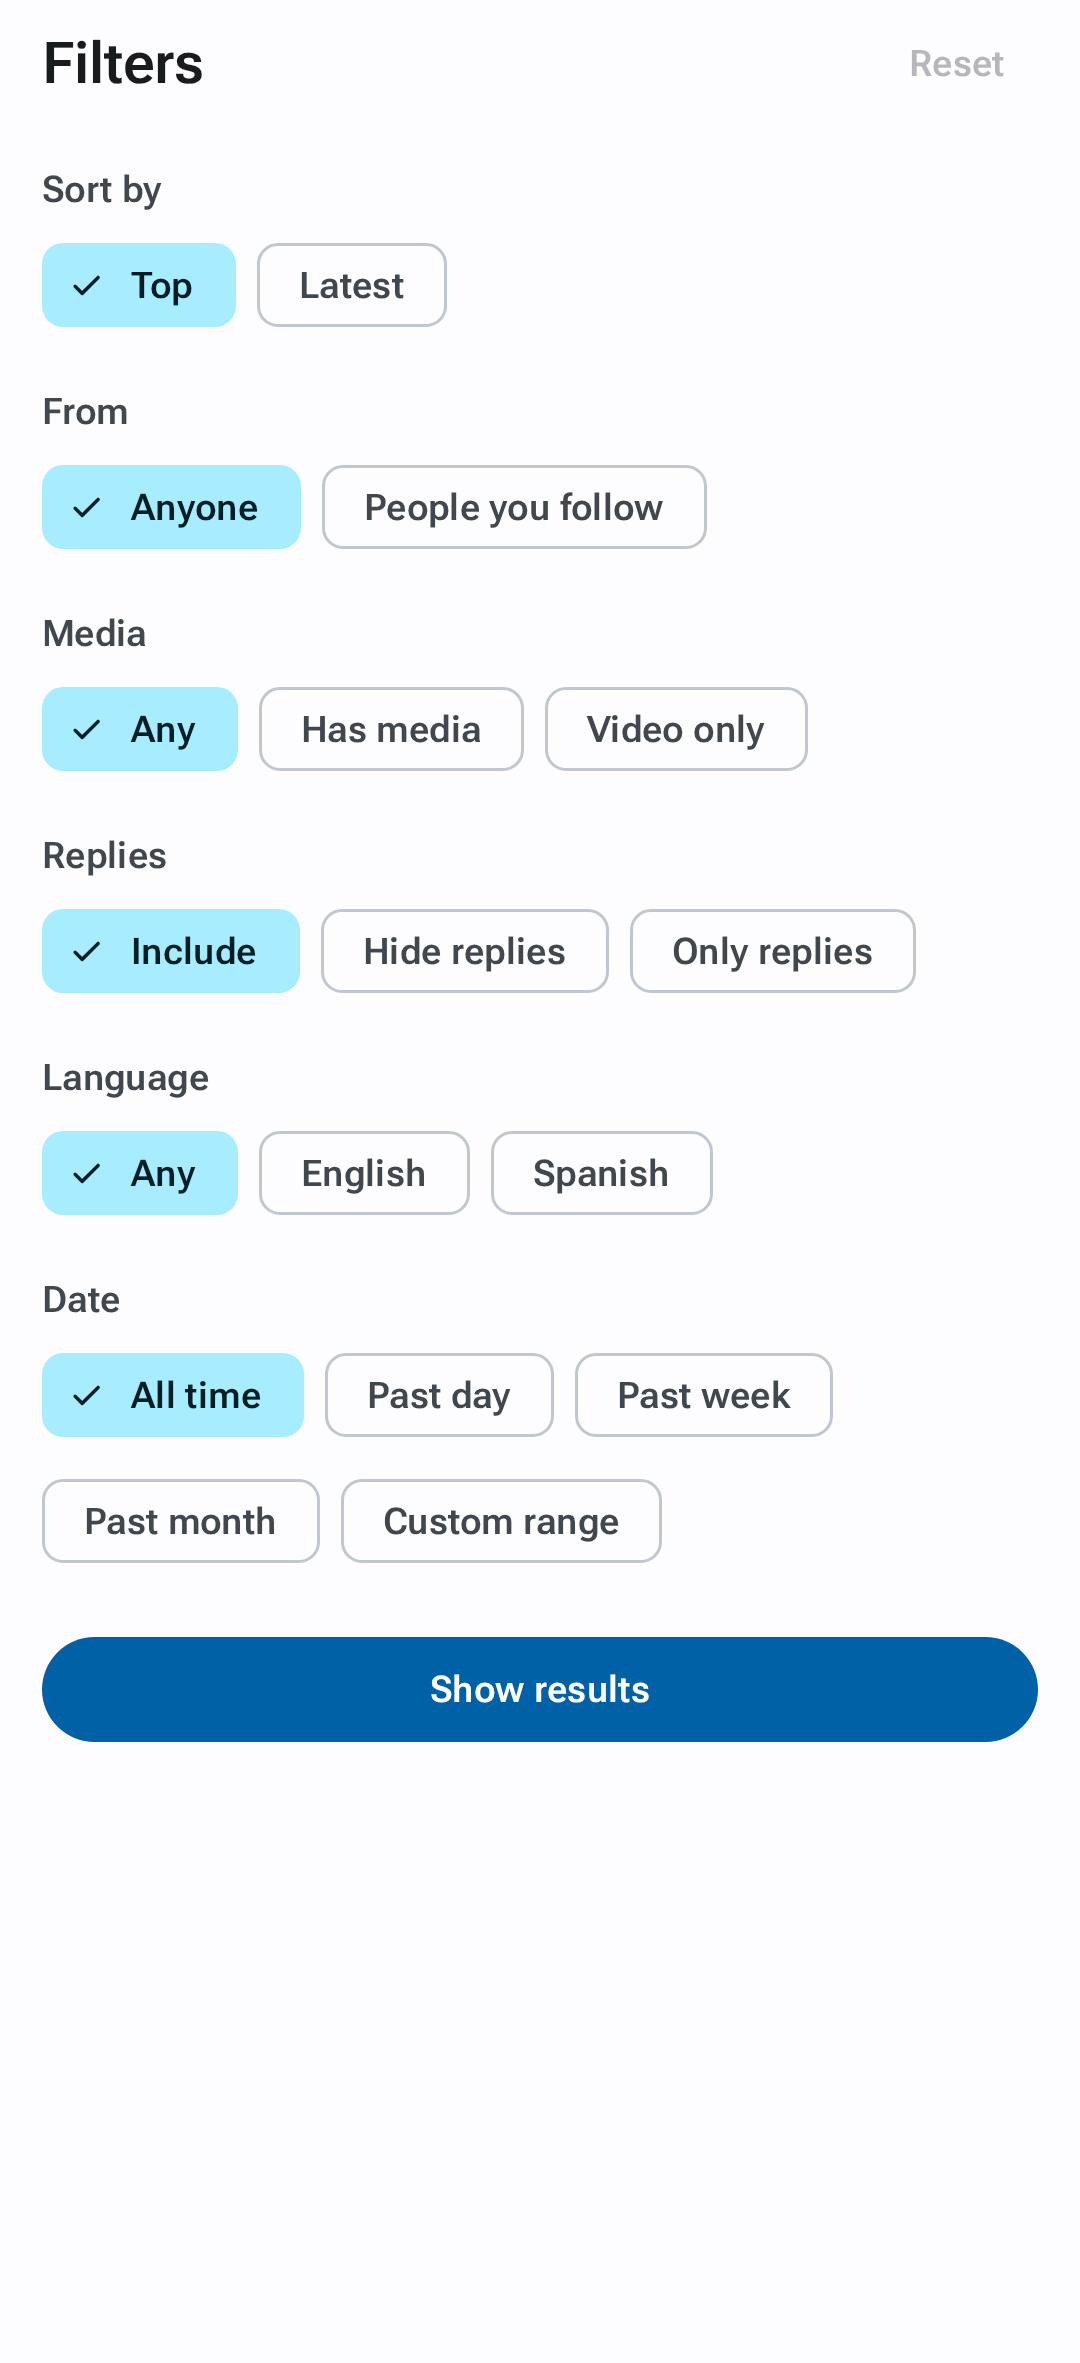 Filters
Reset
Sort by
Top
Latest
From
Anyone
People you follow
Media
Any
Has media
Video only
Replies
Include
Hide replies
Only replies
Language
Any
English
Spanish
Date
All time
Past day
Past week
Past month
Custom range
Show results